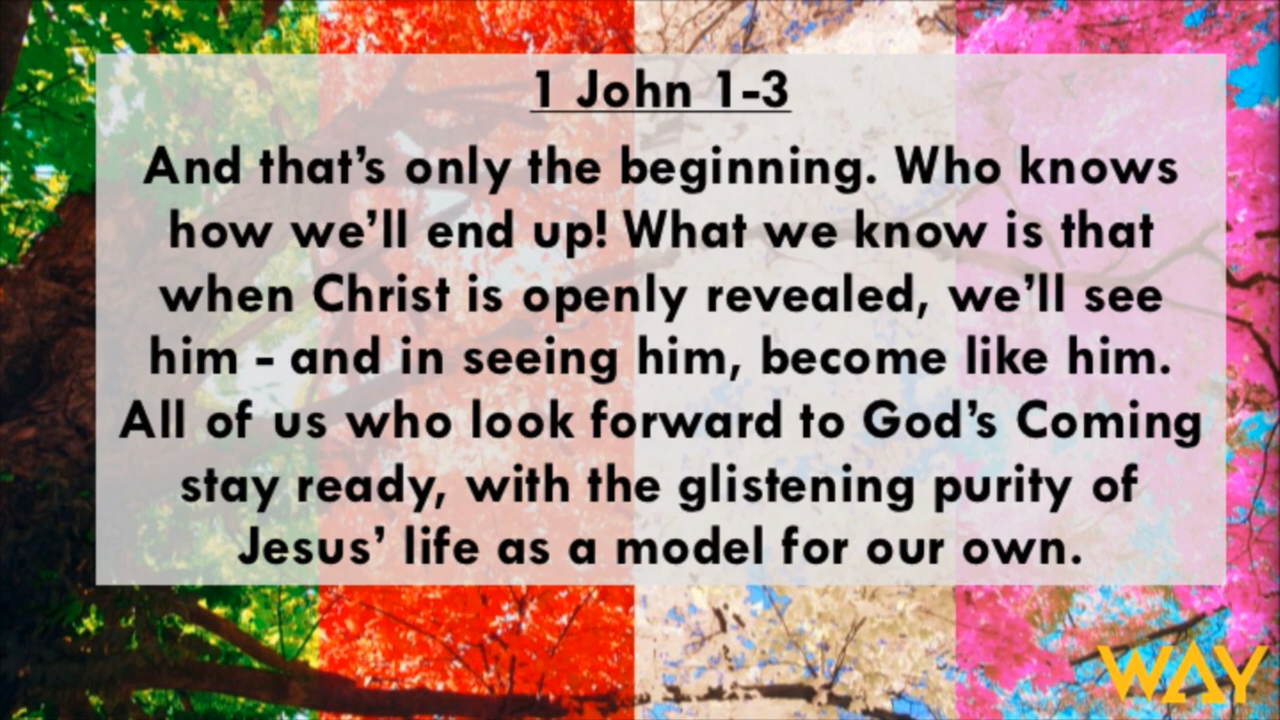 1 John 1-3
And that’s only the beginning. Who knows
how we’ll end up! What we know is that
when Christ is openly revealed, we’ll see
him - and in seeing him, become like him.
All of us who look forward to God’s Coming
stay ready, with the glistening purity of
Jesus’ life as a model for our own.
WAY